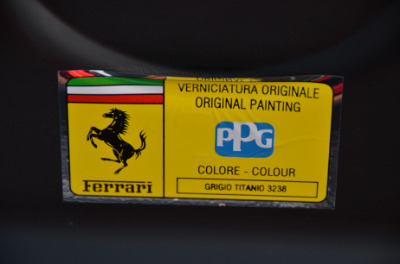 VERNICIATURA ORIGINALE
ORIGINAL PAINTING
PPG
COLORE - COLOUR
GRIGIO TITANIO 3238
Ferrari